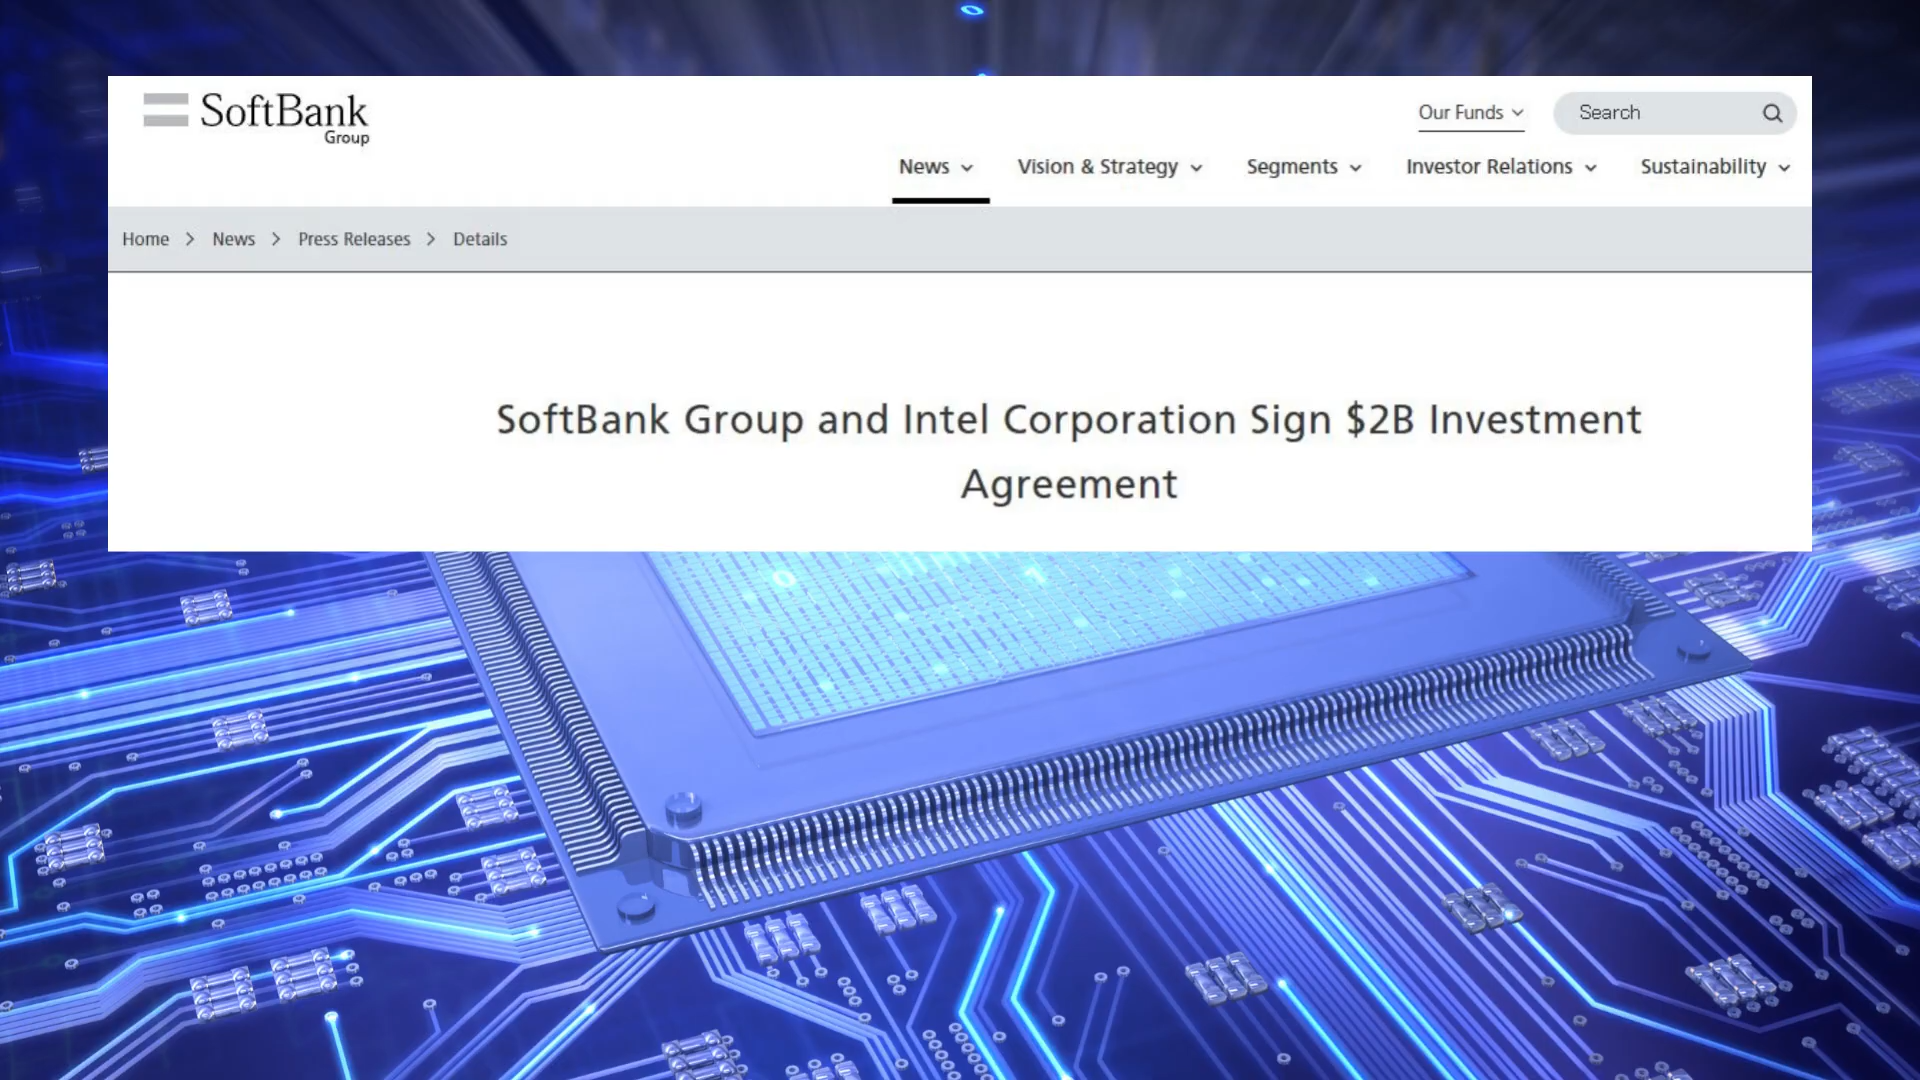 SoftBank
Group
Our Funds
Search
News
Vision & Strategy
Segments
Investor Relations
Sustainability
Home > News > Press Releases > Details
SoftBank Group and Intel Corporation Sign $2B Investment
Agreement